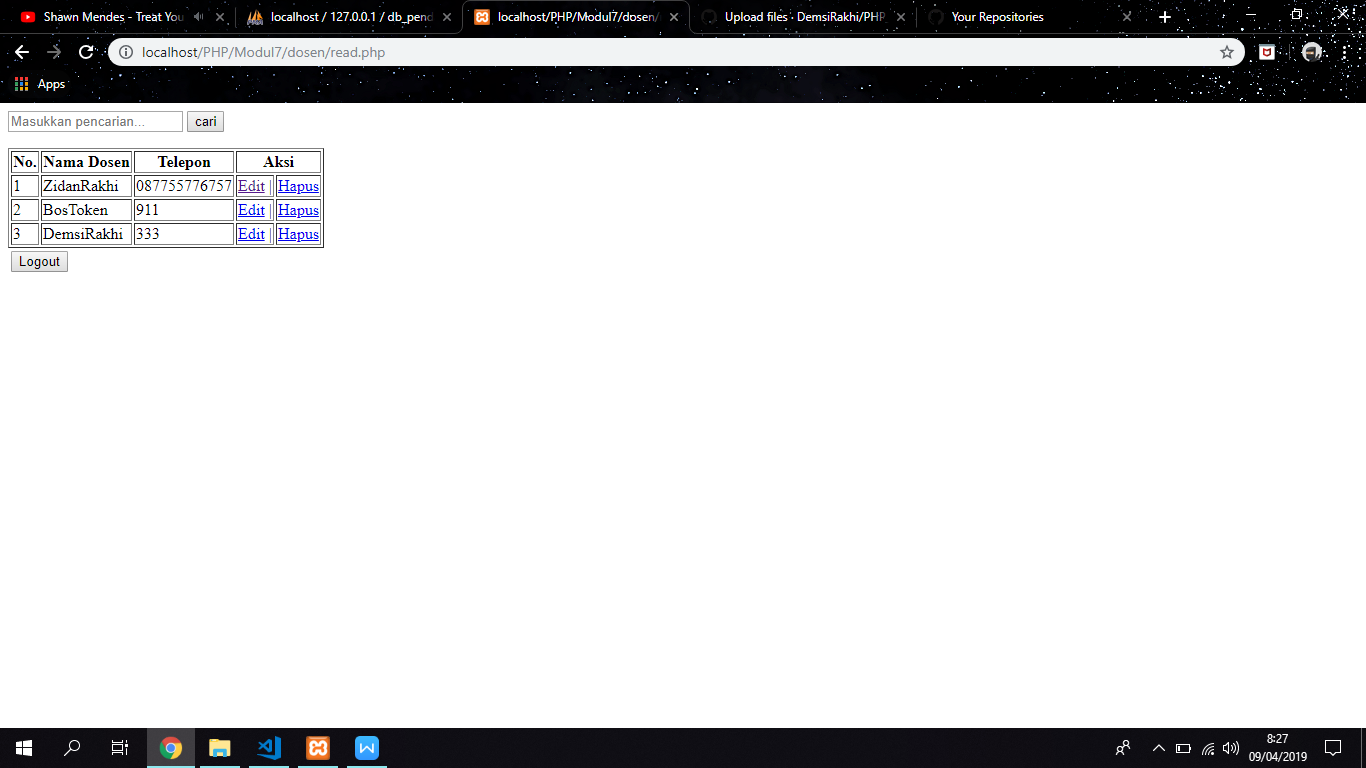 Shawn Mendes - Treat You
localhost / 127.0.0.1 / db_pend
localhost/PHP/Modul7/dosen/
Upload files · DemsiRakhi/PHP
Your Repositories
localhost/PHP/Modul7/dosen/read.php
Apps
Masukkan pencarian... cari
No. Nama Dosen Telepon Aksi
1 ZidanRakhi 087755776757 Edit | Hapus
2 BosToken 911 Edit | Hapus
3 DemsiRakhi 333 Edit | Hapus
Logout
8:27
09/04/2019